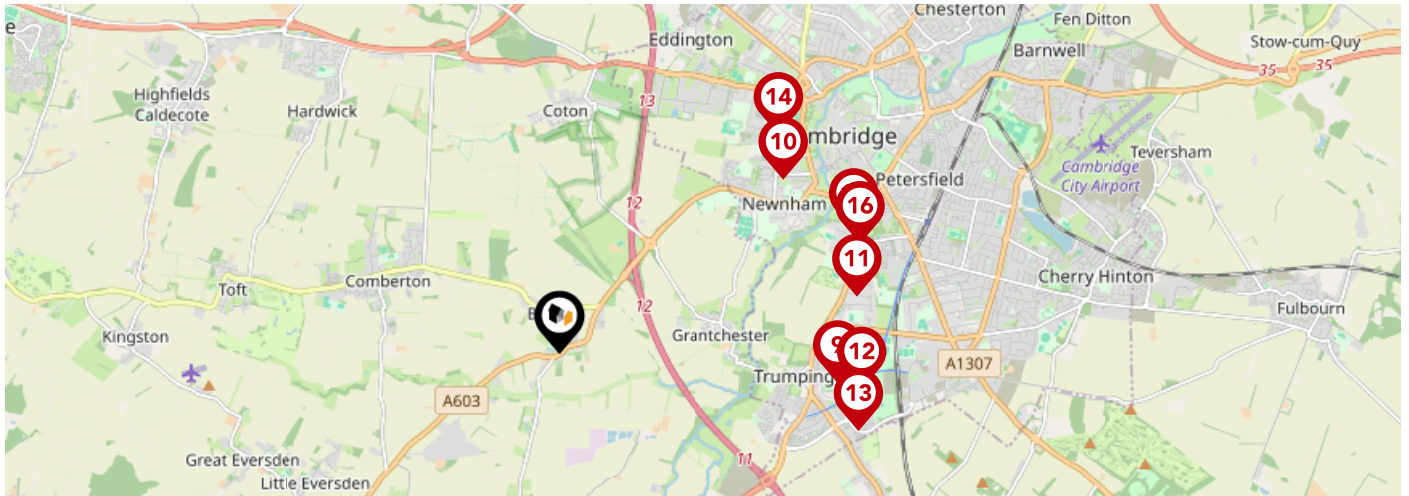 Chesterton
Fen Ditton
e
Eddington
Barnwell
Stow-cum-Quy
35
35
Highfields
Caldecote
Hardwick
Coton
13
14
10
mbridge
Cambridge
City Airport
Teversham
Petersfield
12
Newnham
16
11
Cherry Hinton
Toft
Comberton
12
Fulbourn
Kingston
B
Grantchester
9
12
A1307
Trumping
13
A603
Great Eversden
11
Little Eversden